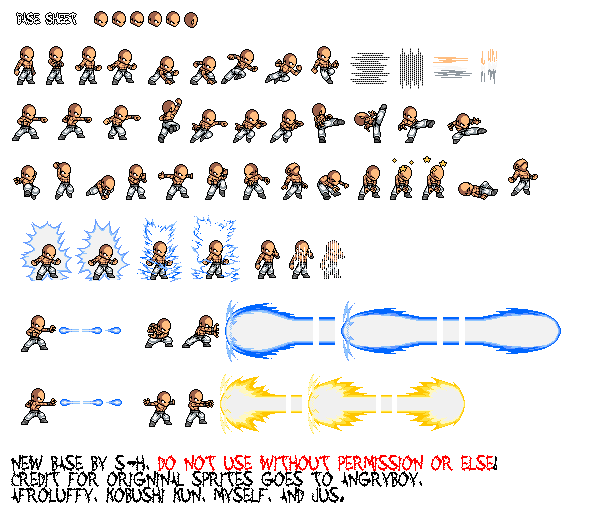 BASE SHEET
NEW BASE BY S-H. DO NOT USE WITHOUT PERMISSION OR ELSE!
CREDIT FOR ORIGNINAL SPRITES GOES TO ANGRYBOY,
AFROLUFFY, KOBUSHI KUN, MYSELF, AND JUS.